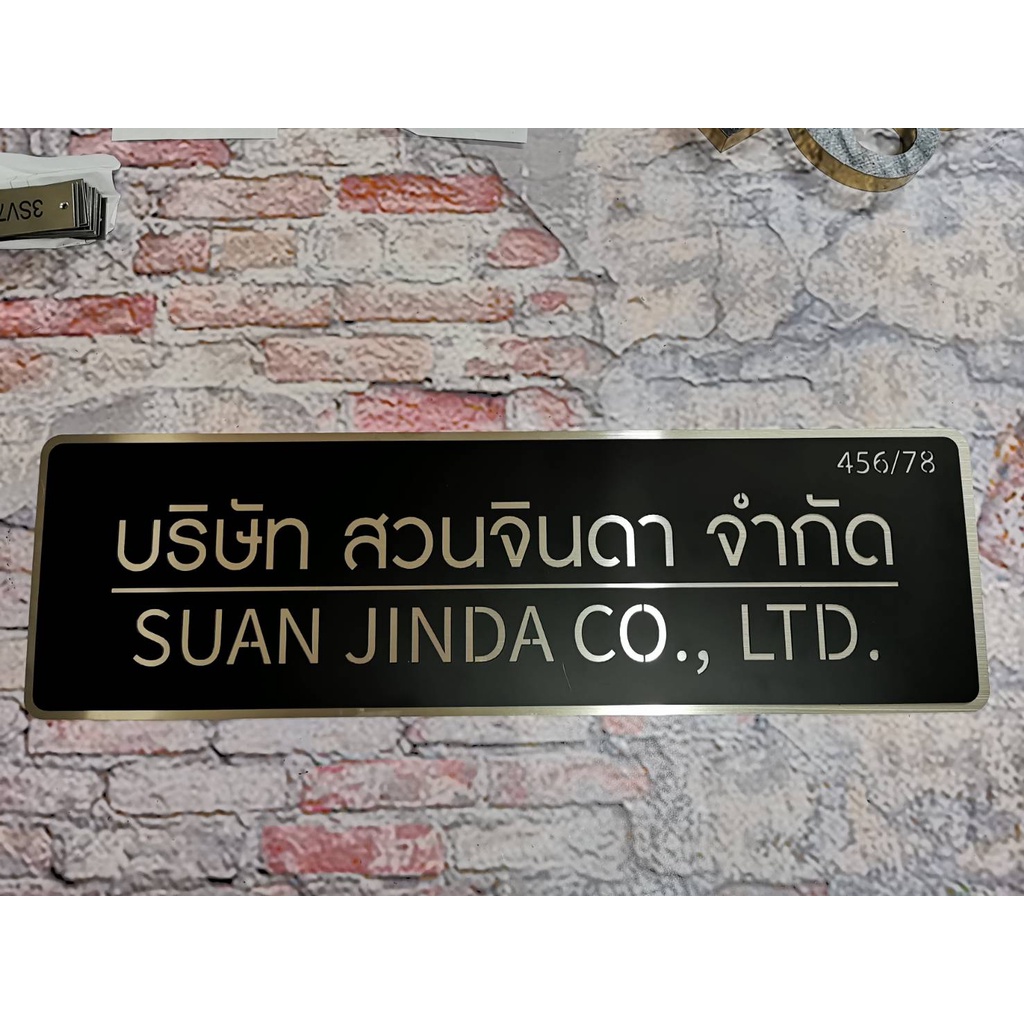 3SV7
456/78
บริษัท สวนจินดา จำกัด
SUAN JINDA CO., LTD.